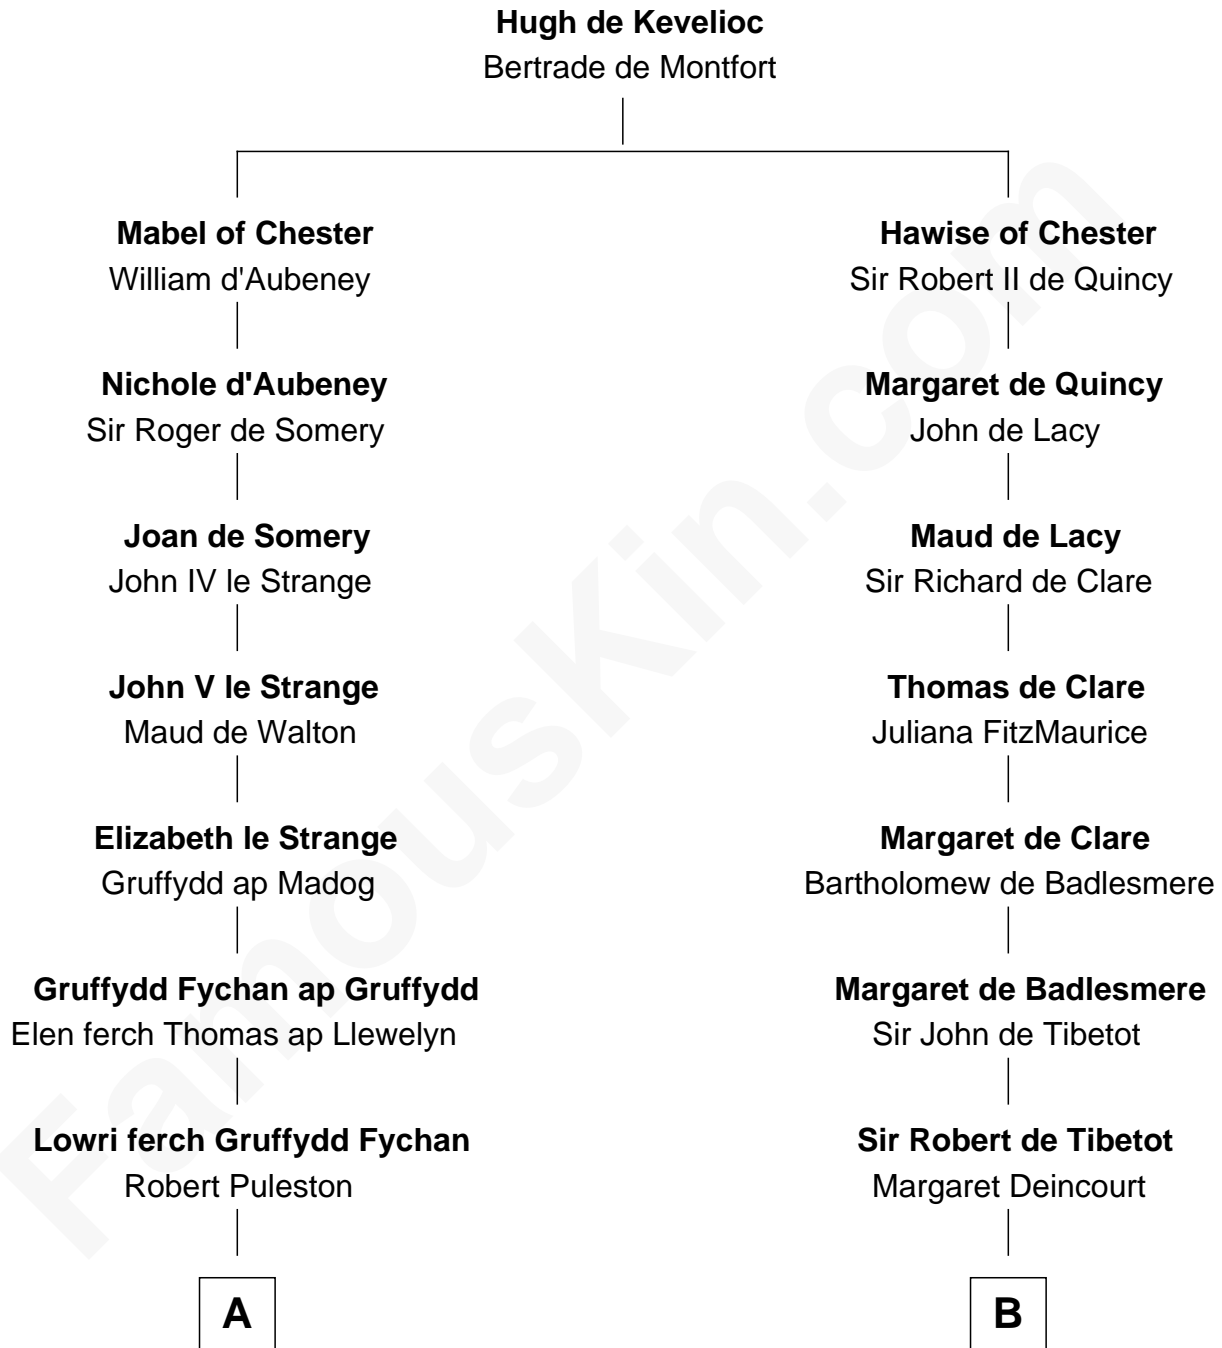 Hugh de Kevelioc
Bertrade de Montfort
Mabel of Chester
William d'Aubeney
Hawise of Chester
Sir Robert II de Quincy
Nichole d'Aubeney
Sir Roger de Somery
Margaret de Quincy
John de Lacy
Joan de Somery
John IV le Strange
Maud de Lacy
Sir Richard de Clare
John V le Strange
Maud de Walton
Thomas de Clare
Juliana FitzMaurice
Elizabeth le Strange
Gruffydd ap Madog
Margaret de Clare
Bartholomew de Badlesmere
Gruffydd Fychan ap Gruffydd
Elen ferch Thomas ap Llewelyn
Margaret de Badlesmere
Sir John de Tibetot
Lowri ferch Gruffydd Fychan
Robert Puleston
Sir Robert de Tibetot
Margaret Deincourt
A
B
FamousKin.com